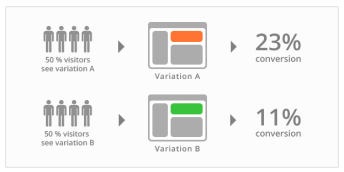 50 % visitors
see variation A
Variation A
23%
conversion
50 % visitors
see variation B
Variation B
11%
conversion